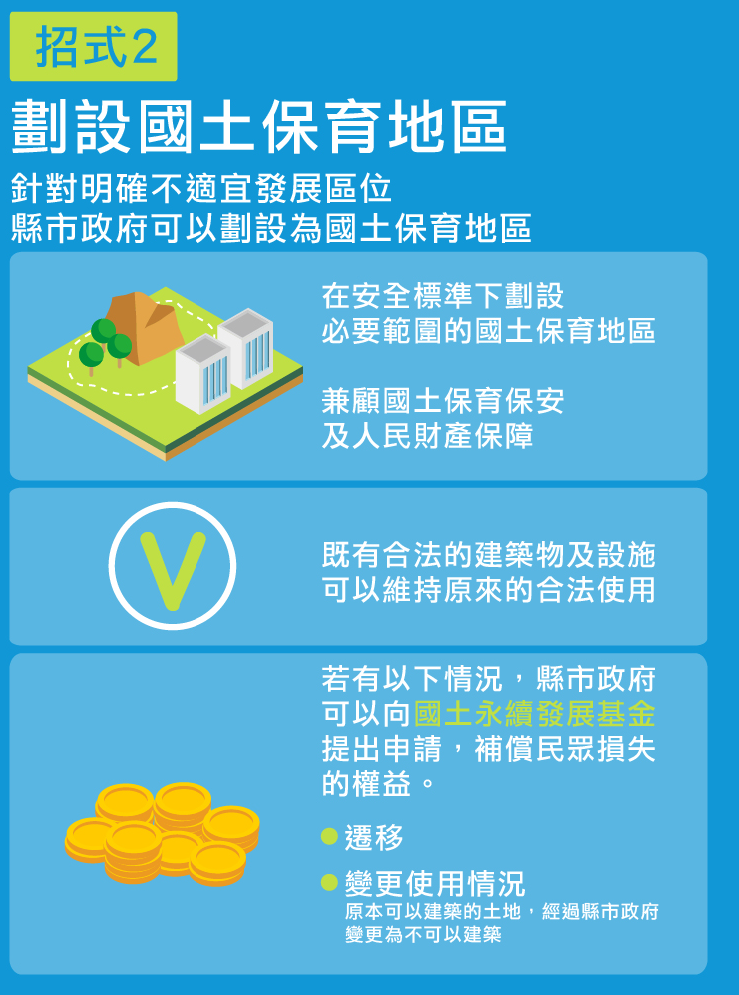 招式2
劃設國土保育地區
針對明確不適宜發展區位
縣市政府可以劃設為國土保育地區
在安全標準下劃設
必要範圍的國土保育地區
兼顧國土保育保安
及人民財產保障
V
既有合法的建築物及設施
可以維持原來的合法使用
若有以下情況，縣市政府
可以向國土永續發展基金
提出申請，補償民眾損失
的權益。
遷移
變更使用情況
原本可以建築的土地，經過縣市政府
變更為不可以建築